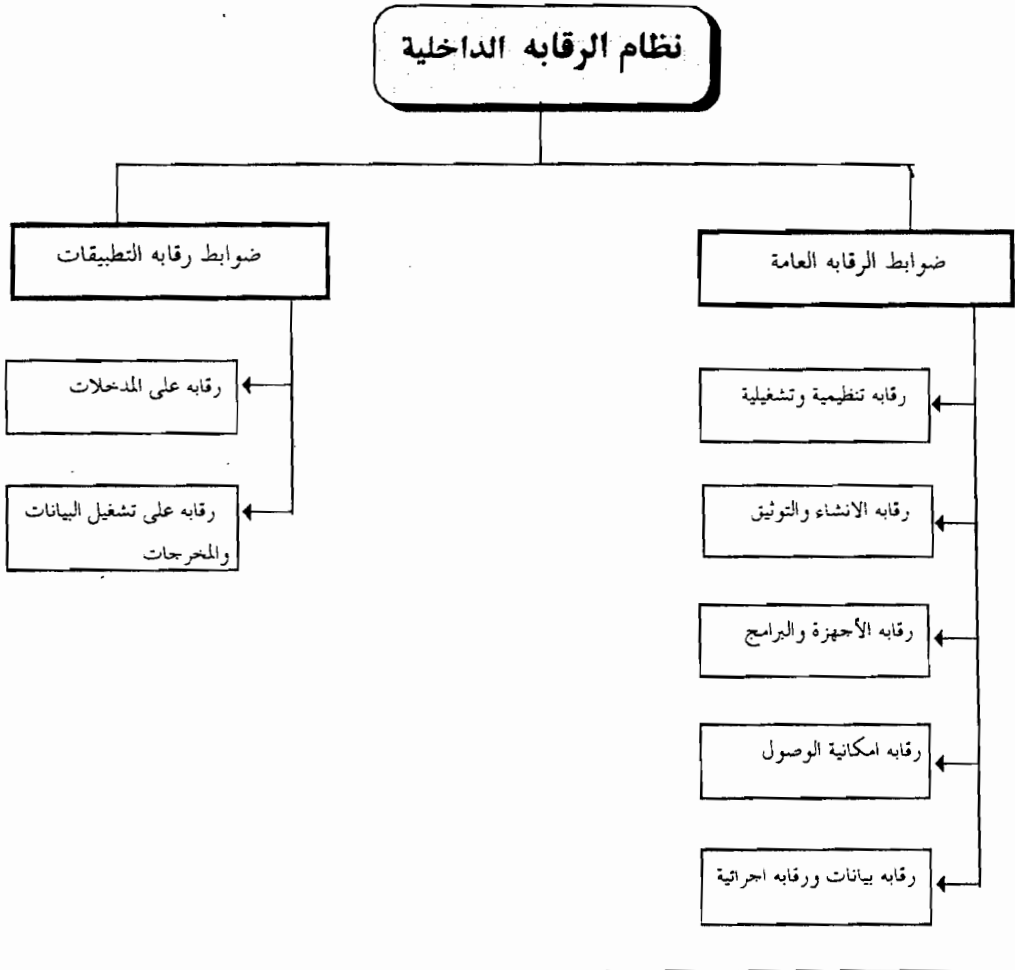 نظام الرقابه الداخلية
ضوابط الرقابه العامة
رقابه تنظيمية وتشغيلية
رقابه الانشاء والتوثيق
رقابه الأجهزة والبرامج
رقابه امكانية الوصول
رقابه بيانات ورقابه اجرائية
ضوابط رقابه التطبيقات
رقابه على المدخلات
رقابه على تشغيل البيانات
والمخرجات